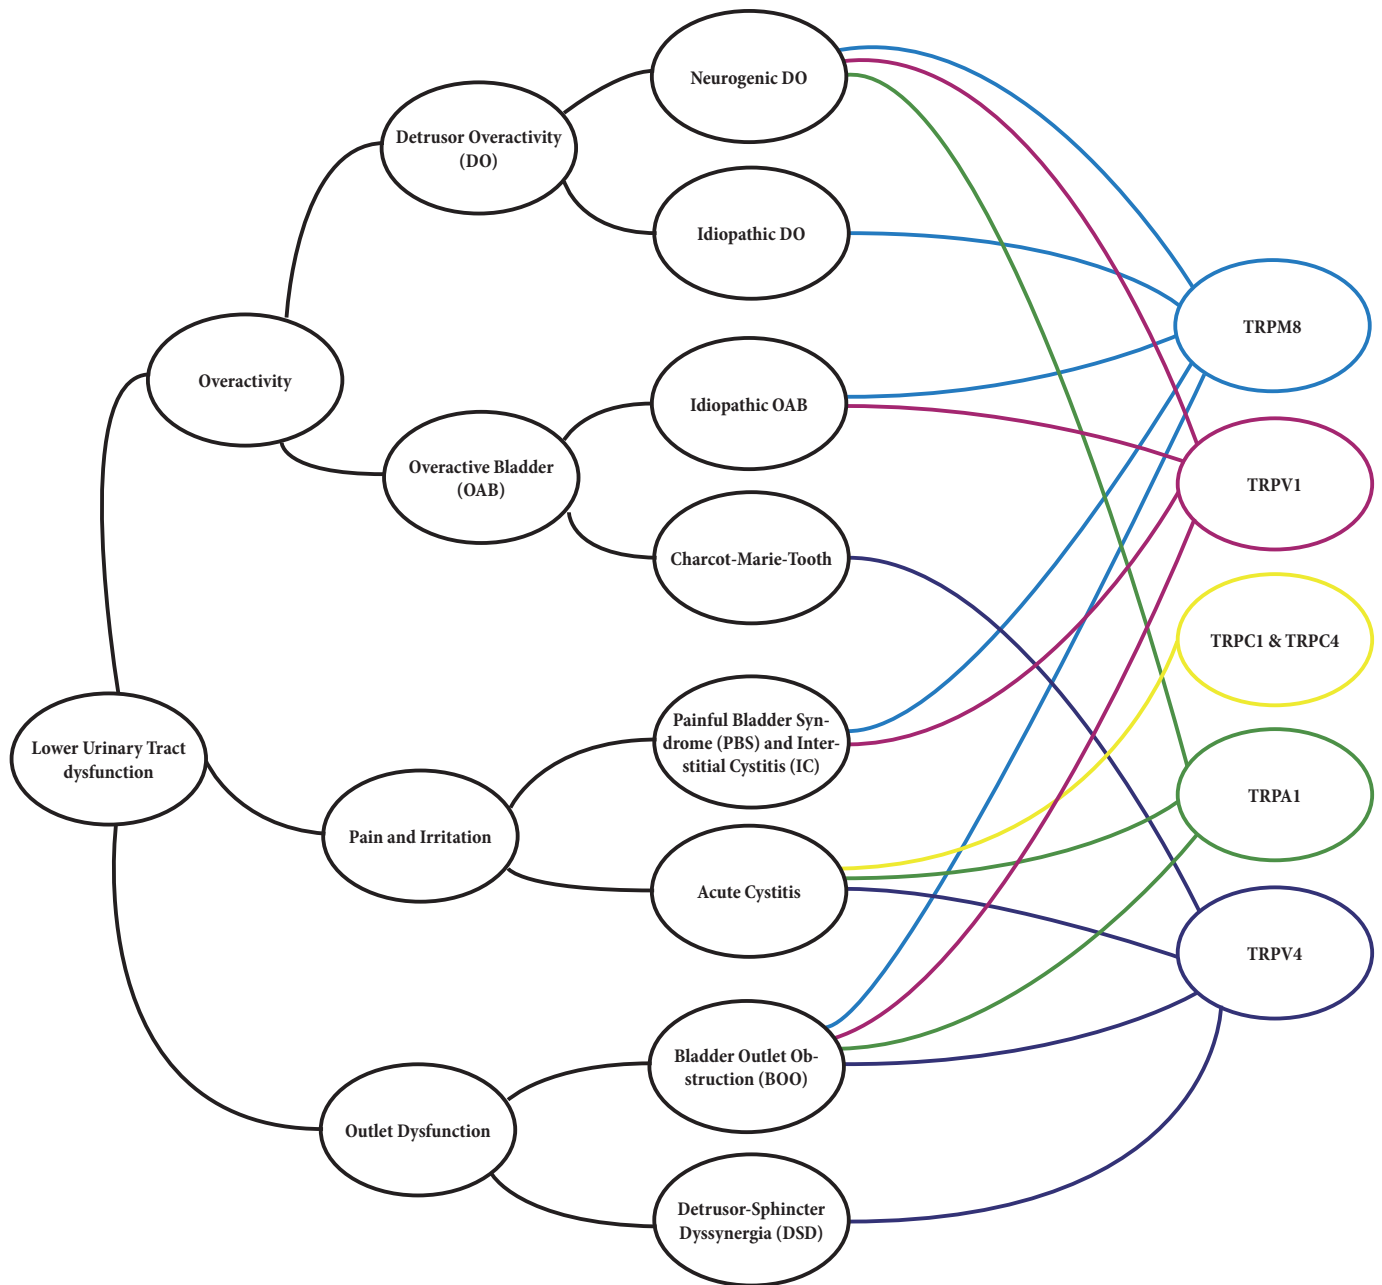 Neurogenic DO
Detrusor Overactivity
(DO)
Idiopathic DO
TRPM8
Overactivity
Idiopathic OAB
Overactive Bladder
(OAB)
TRPV1
Charcot-Marie-Tooth
TRPC1 & TRPC4
Painful Bladder Syn-
drome (PBS) and Inter-
stitial Cystitis (IC)
Lower Urinary Tract
dysfunction
TRPA1
Pain and Irritation
Acute Cystitis
TRPV4
Bladder Outlet Ob-
struction (BOO)
Outlet Dysfunction
Detrusor-Sphincter
Dyssynergia (DSD)